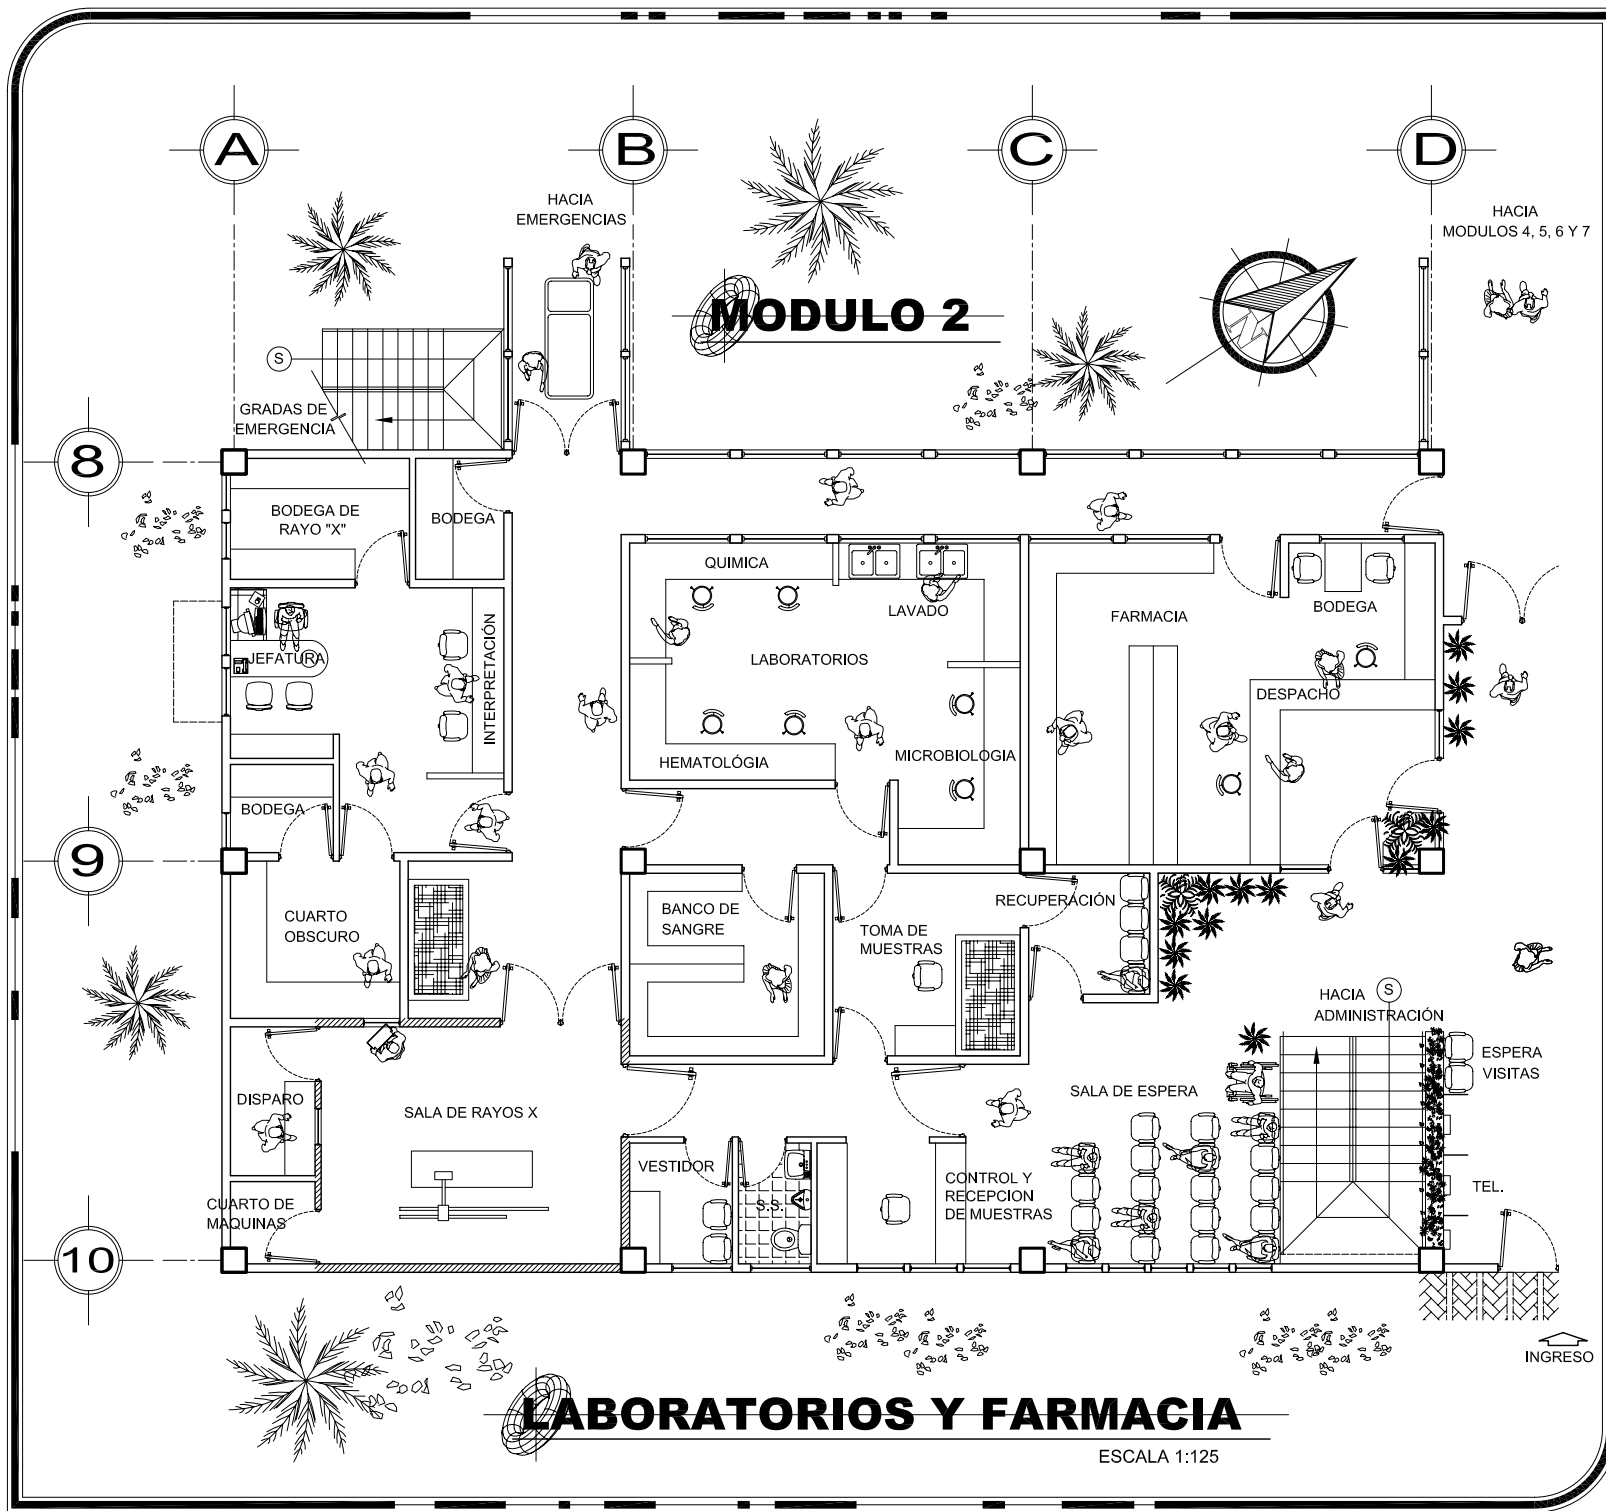 A
B
C
D
HACIA
EMERGENCIAS
HACIA
MODULOS 4, 5, 6 Y 7
MODULO 2
N
S
GRADAS DE
EMERGENCIA
8
BODEGA DE
RAYO "X"
BODEGA
QUIMICA
LAVADO
FARMACIA
BODEGA
JEFATURA
INTERPRETACIÓN
LABORATORIOS
DESPACHO
HEMATOLÓGIA
MICROBIOLOGIA
BODEGA
9
CUARTO
OBSCURO
BANCO DE
SANGRE
TOMA DE
MUESTRAS
RECUPERACIÓN
HACIA
ADMINISTRACIÓN
S
ESPERA
VISITAS
DISPARO
SALA DE RAYOS X
SALA DE ESPERA
VESTIDOR
S.S.
CONTROL Y
RECEPCION
DE MUESTRAS
TEL.
CUARTO DE
MAQUINAS
10
INGRESO
LABORATORIOS Y FARMACIA
ESCALA 1:125